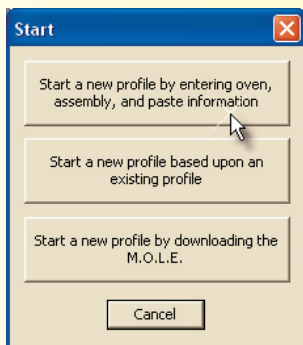 Start
Start a new profile by entering oven,
assembly, and paste information
Start a new profile based upon an
existing profile
Start a new profile by downloading the
M.O.L.E.
Cancel